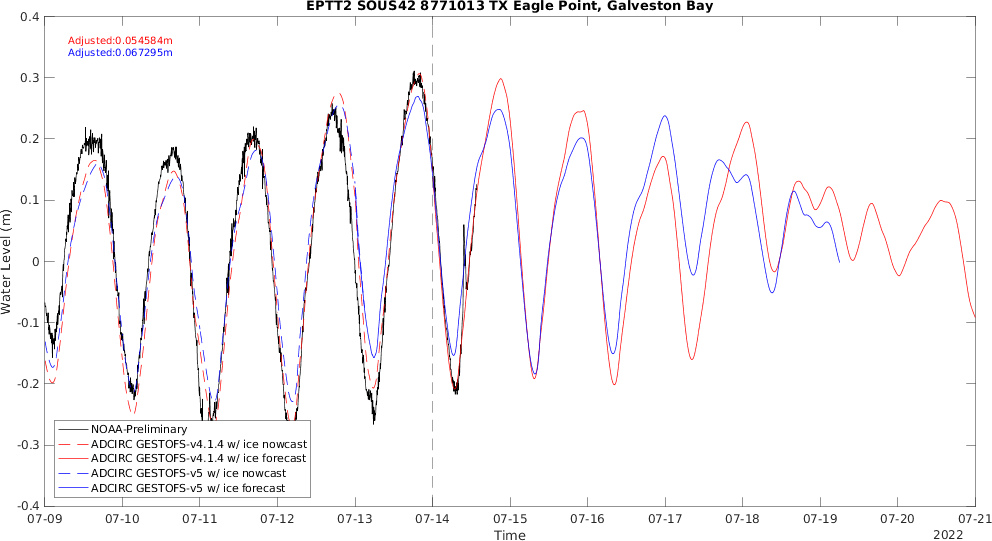 EPTT2 SOUS42 8771013 TX Eagle Point, Galveston Bay
Adjusted:0.054584m
Adjusted:0.067295m
Water Level (m)
0.4
0.3
0.2
0.1
0
-0.1
-0.2
-0.3
-0.4
NOAA-Preliminary
ADCIRC GESTOFS-v4.1.4 w/ ice nowcast
ADCIRC GESTOFS-v4.1.4 w/ ice forecast
ADCIRC GESTOFS-v5 w/ ice nowcast
ADCIRC GESTOFS-v5 w/ ice forecast
07-09 07-10 07-11 07-12 07-13 07-14 07-15 07-16 07-17 07-18 07-19 07-20 07-21
Time
2022